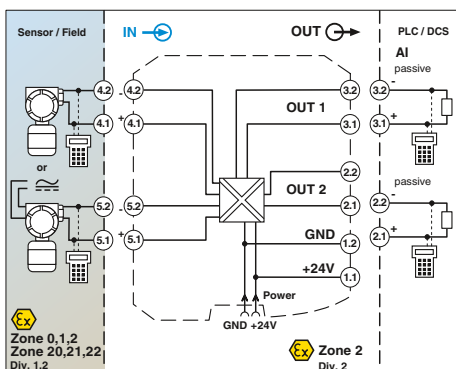 Sensor / Field
IN
OUT
PLC / DCS
AI
passive
4.2 4.2 - 3.2 3.2 -
OUT 1
4.1 4.1 + 3.1 3.1 +
or
2.2
passive
OUT 2
5.2 5.2 - 2.1 2.2 -
GND
5.1 5.1 + 1.2 2.1 +
+24V
1.1
Power
GND +24V
Ex
Zone 0,1,2
Zone 20,21,22
Div. 1,2
Ex
Zone 2
Div. 2